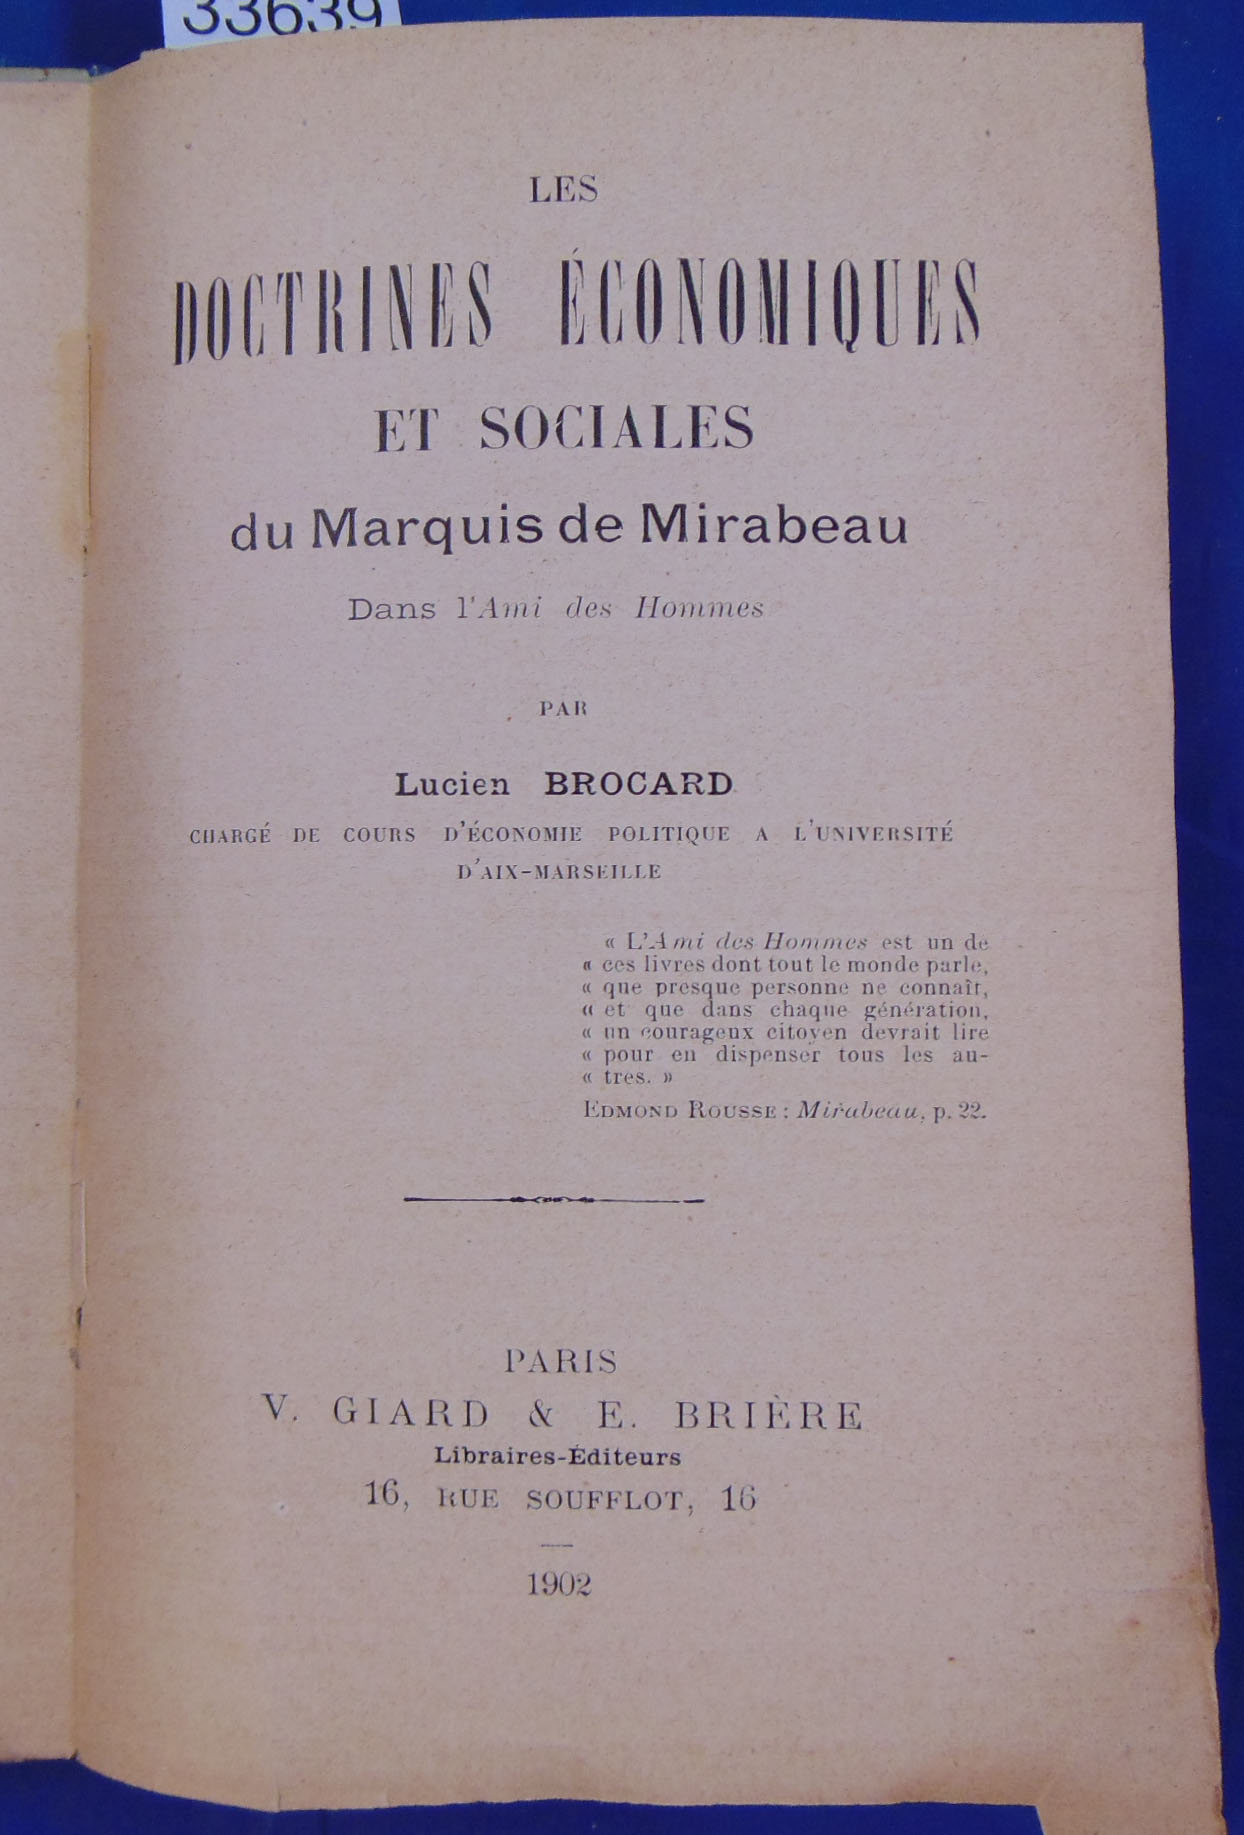 33639
LES
DOCTRINES ÉCONOMIQUES
ET SOCIALES
du Marquis de Mirabeau
Dans l'Ami des Hommes
PAR
Lucien BROCARD
CHARGÉ DE COURS D'ÉCONOMIE POLITIQUE A L'UNIVERSITÉ
D'AIX-MARSEILLE
« L'Ami des Hommes est un de
« ces livres dont tout le monde parle,
« que presque personne ne connaît,
« et que dans chaque génération,
« un courageux citoyen devrait lire
« pour en dispenser tous les au-
« tres. »
EDMOND ROUSSE : Mirabeau, p. 22.
PARIS
V. GIARD & E. BRIÈRE
Libraires-Éditeurs
16, RUE SOUFFLOT, 16
1902